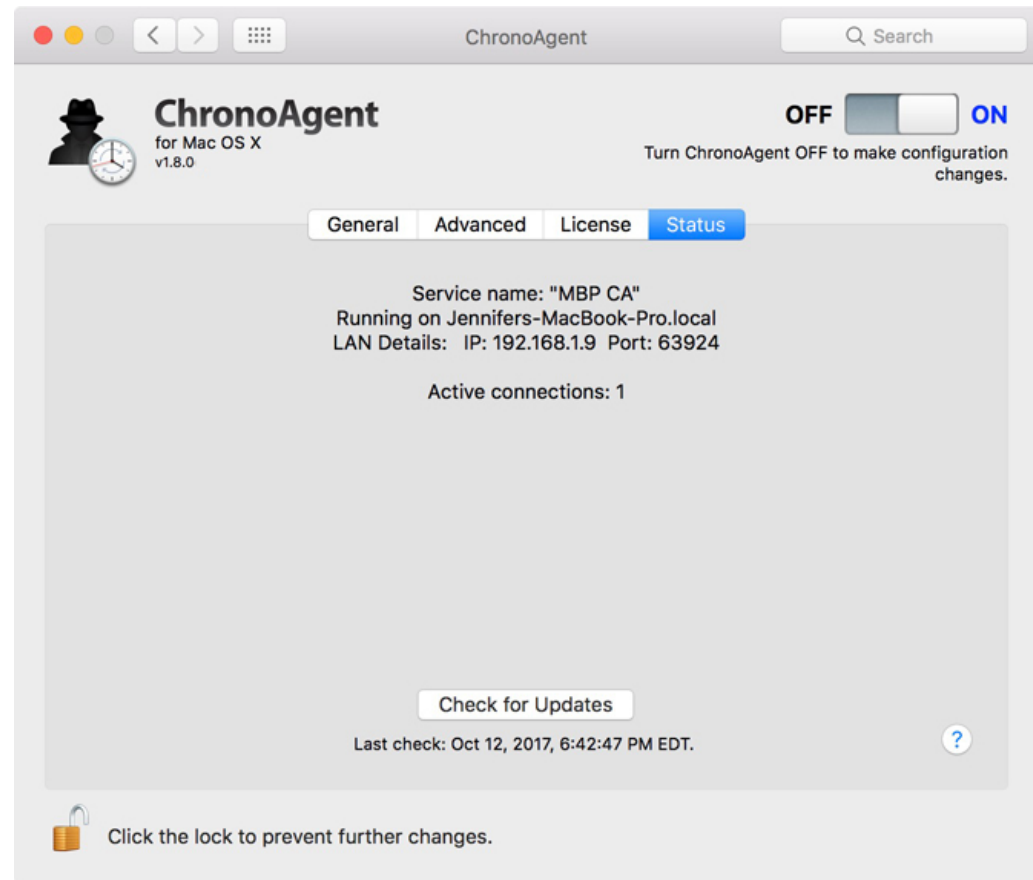 ChronoAgent
Search
ChronoAgent
for Mac OS X
v1.8.0
OFF ON
Turn ChronoAgent OFF to make configuration
changes.
General Advanced License Status
Service name: "MBP CA"
Running on Jennifers-MacBook-Pro.local
LAN Details: IP: 192.168.1.9 Port: 63924
Active connections: 1
Check for Updates
Last check: Oct 12, 2017, 6:42:47 PM EDT.
?
Click the lock to prevent further changes.